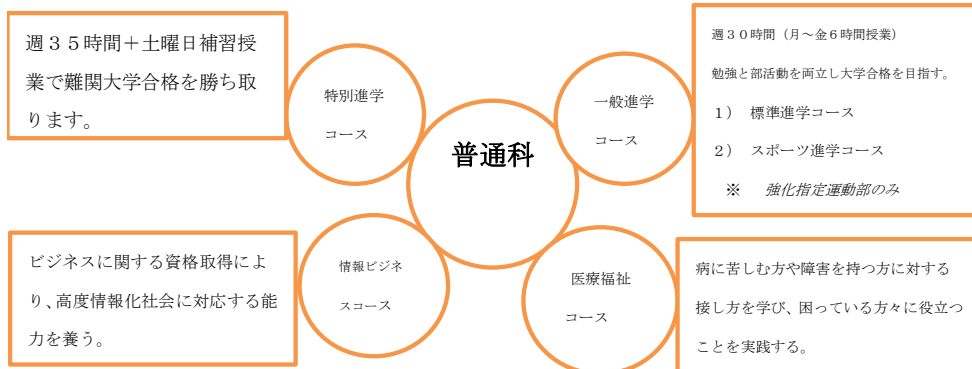 週３５時間＋土曜日補習授
業で難関大学合格を勝ち取
ります。
特別進学
コース
普通科
一般進学
コース
週３０時間（月～金６時間授業）
勉強と部活動を両立し大学合格を目指す。
１） 標準進学コース
２） スポーツ進学コース
※ 強化指定運動部のみ
ビジネスに関する資格取得によ
り、高度情報化社会に対応する能
力を養う。
情報ビジネ
スコース
医療福祉
コース
病に苦しむ方や障害を持つ方に対する
接し方を学び、困っている方々に役立つ
ことを実践する。